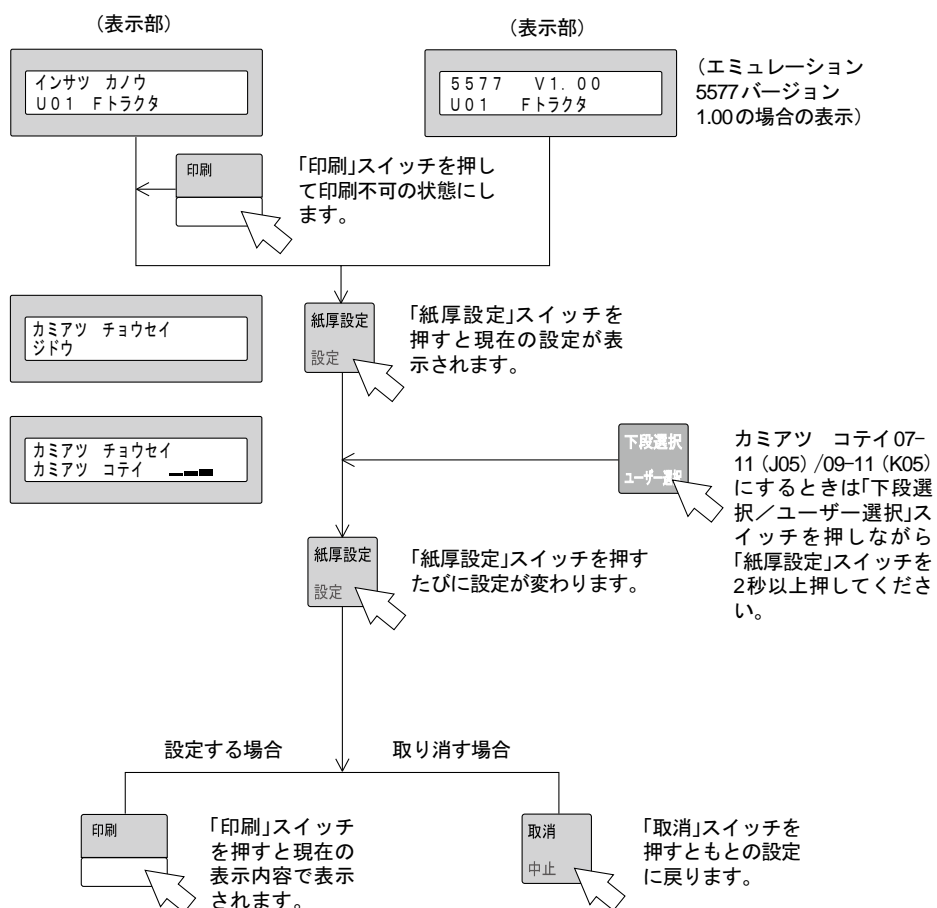 （表示部）
インサツ カノウ
U01 Fトラクタ
（表示部）
5577 V1.00
U01 Fトラクタ
（エミュレーション
5577バージョン
1.00の場合の表示）
印刷
「印刷」スイッチを押し
て印刷不可の状態にし
ます。
カミアツ チョウセイ
ジドウ
紙厚設定
設定
「紙厚設定」スイッチを
押すと現在の設定が表
示されます。
カミアツ チョウセイ
カミアツ コテイ
下段選択
ユーザー選択
カミアツ コテイ07-
11（J05）/09-11（K05）
にするときは「下段選
択／ユーザー選択」ス
イッチを押しながら
「紙厚設定」スイッチを
2秒以上押してくださ
い。
紙厚設定
設定
「紙厚設定」スイッチを押す
たびに設定が変わります。
設定する場合
取り消す場合
印刷
「印刷」スイッチ
を押すと現在の
表示内容で表示
されます。
取消
中止
「取消」スイッチを
押すともとの設定
に戻ります。